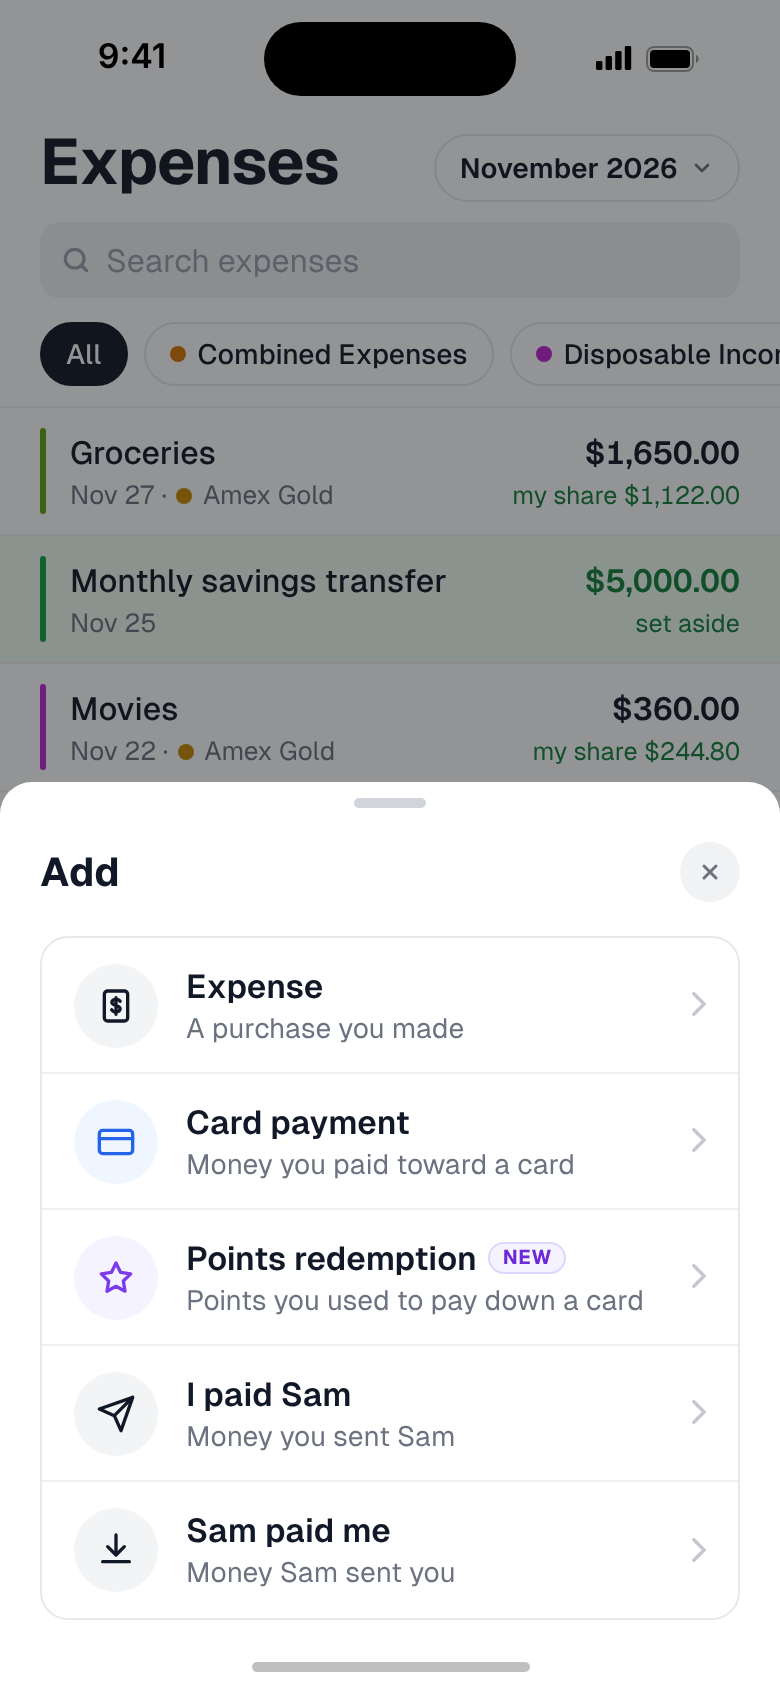 9:41
Expenses
November 2026
Search expenses
All
Combined Expenses
Disposable Incor
Groceries
$1,650.00
Nov 27 · Amex Gold
my share $1,122.00
Monthly savings transfer
$5,000.00
Nov 25
set aside
Movies
$360.00
Nov 22 · Amex Gold
my share $244.80
Add
Expense
A purchase you made
Card payment
Money you paid toward a card
Points redemption NEW
Points you used to pay down a card
I paid Sam
Money you sent Sam
Sam paid me
Money Sam sent you